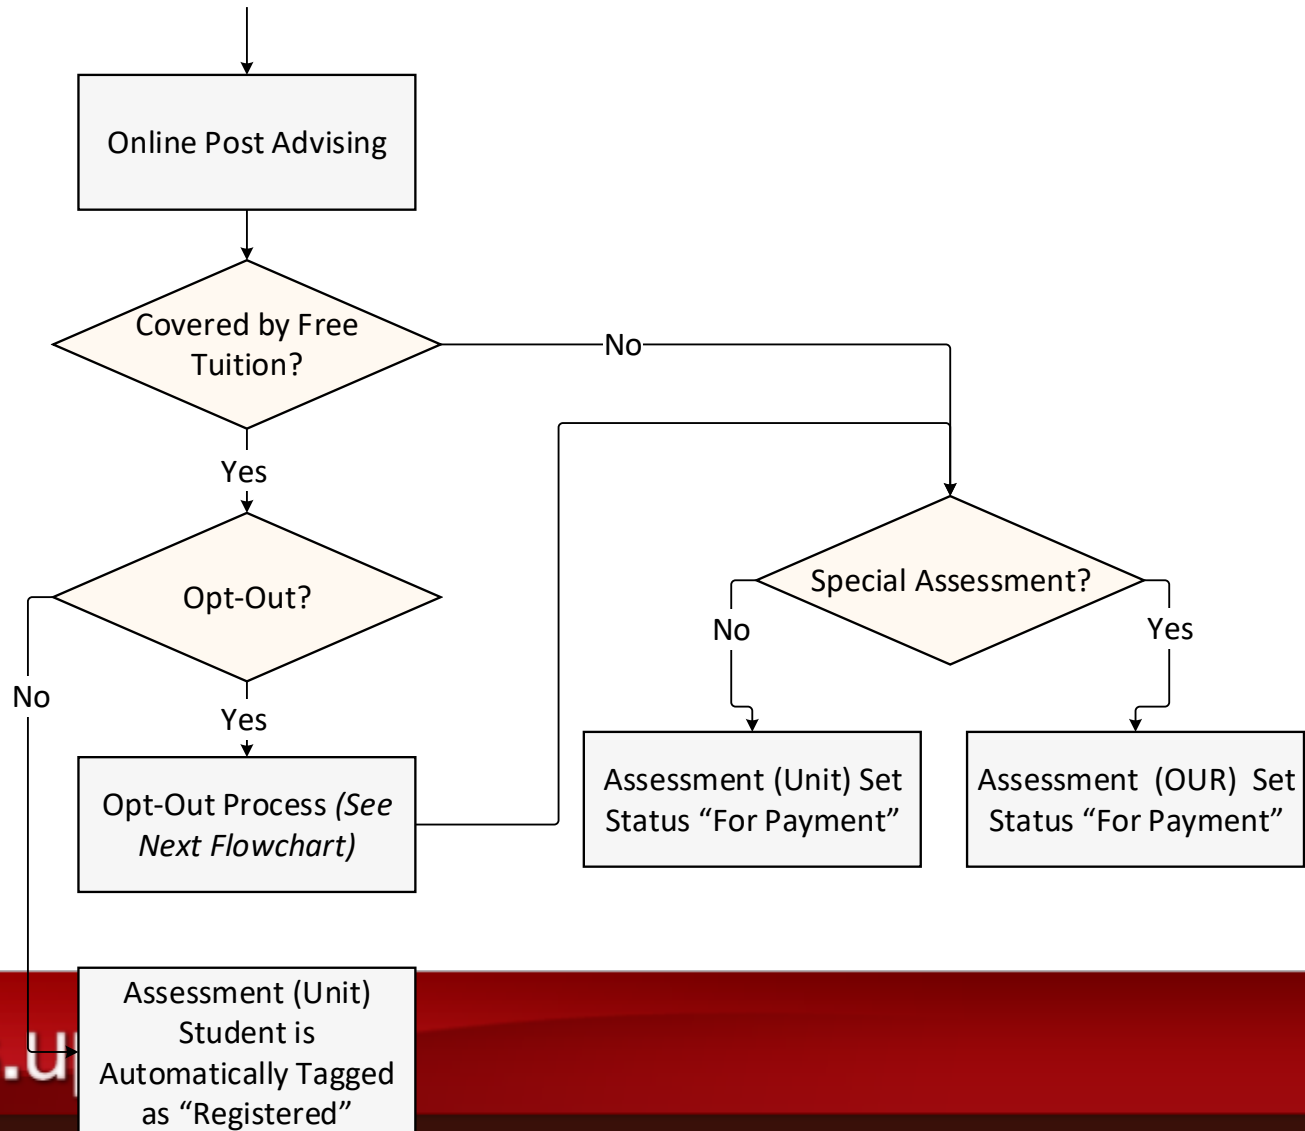 Online Post Advising
Covered by Free
Tuition?
No
Yes
Opt-Out?
Special Assessment?
No
Yes
No
Yes
Opt-Out Process (See
Next Flowchart)
Assessment (Unit) Set
Status “For Payment”
Assessment (OUR) Set
Status “For Payment”
Assessment (Unit)
Student is
Automatically Tagged
as “Registered”